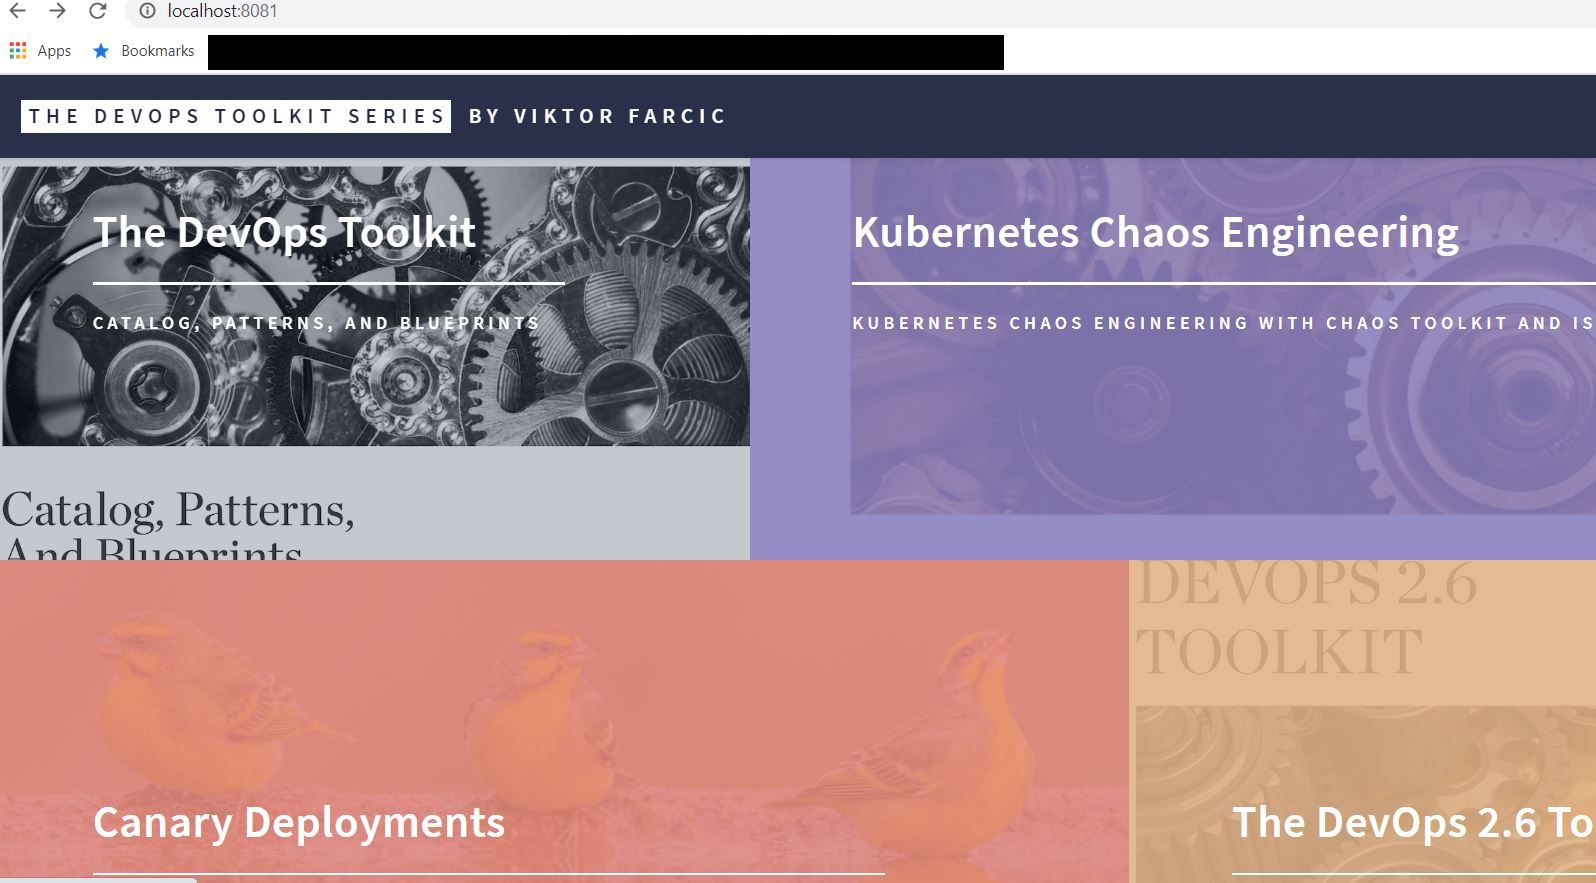 localhost:8081
Apps Bookmarks
THE DEVOPS TOOLKIT SERIES BY VIKTOR FARCIC
The DevOps Toolkit
CATALOG, PATTERNS, AND BLUEPRINTS
Catalog, Patterns,
And Blueprints
Kubernetes Chaos Engineering
KUBERNETES CHAOS ENGINEERING WITH CHAOS TOOLKIT AND IS
Canary Deployments
DEVOPS 2.6
TOOLKIT
The DevOps 2.6 To